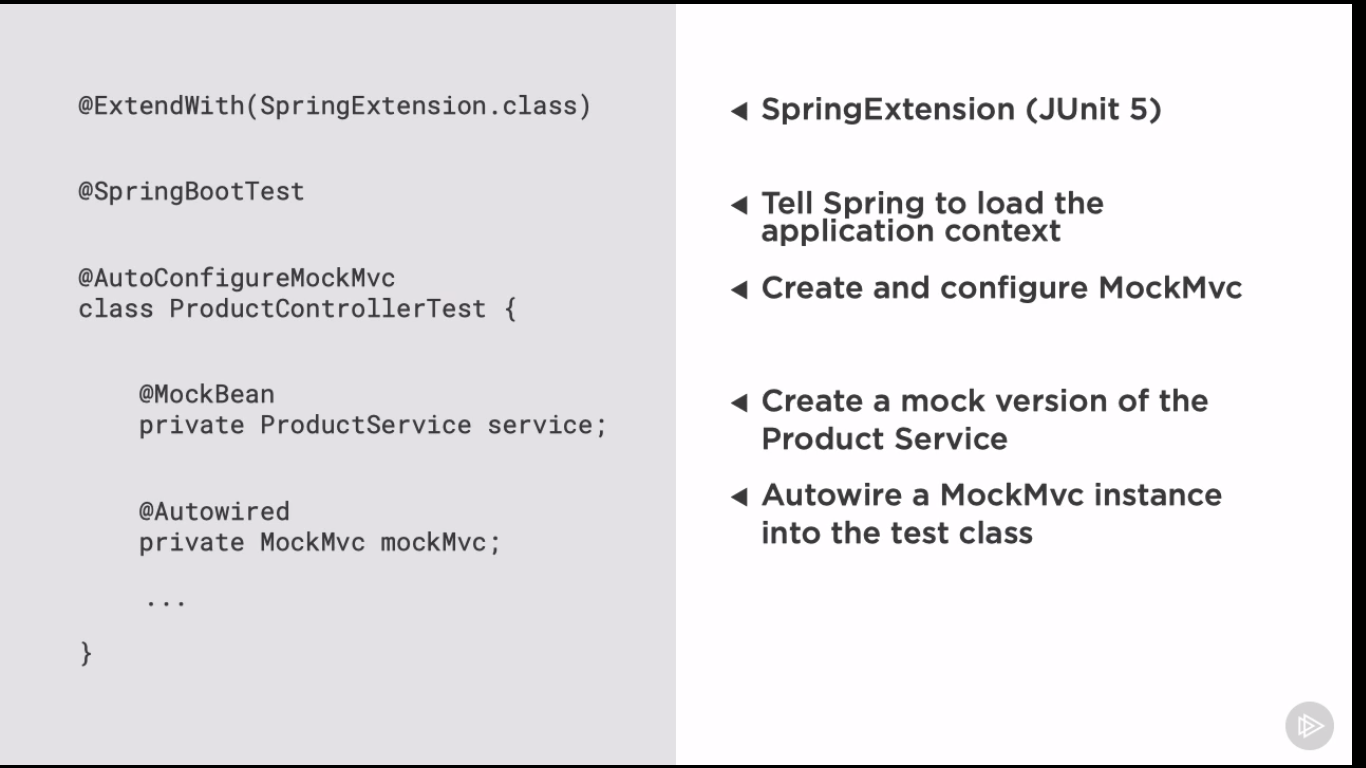 @ExtendWith(SpringExtension.class)
@SpringBootTest
@AutoConfigureMockMvc
class ProductControllerTest {
@MockBean
private ProductService service;
@Autowired
private MockMvc mockMvc;
...
}
SpringExtension (JUnit 5)
Tell Spring to load the
application context
Create and configure MockMvc
Create a mock version of the
Product Service
Autowire a MockMvc instance
into the test class